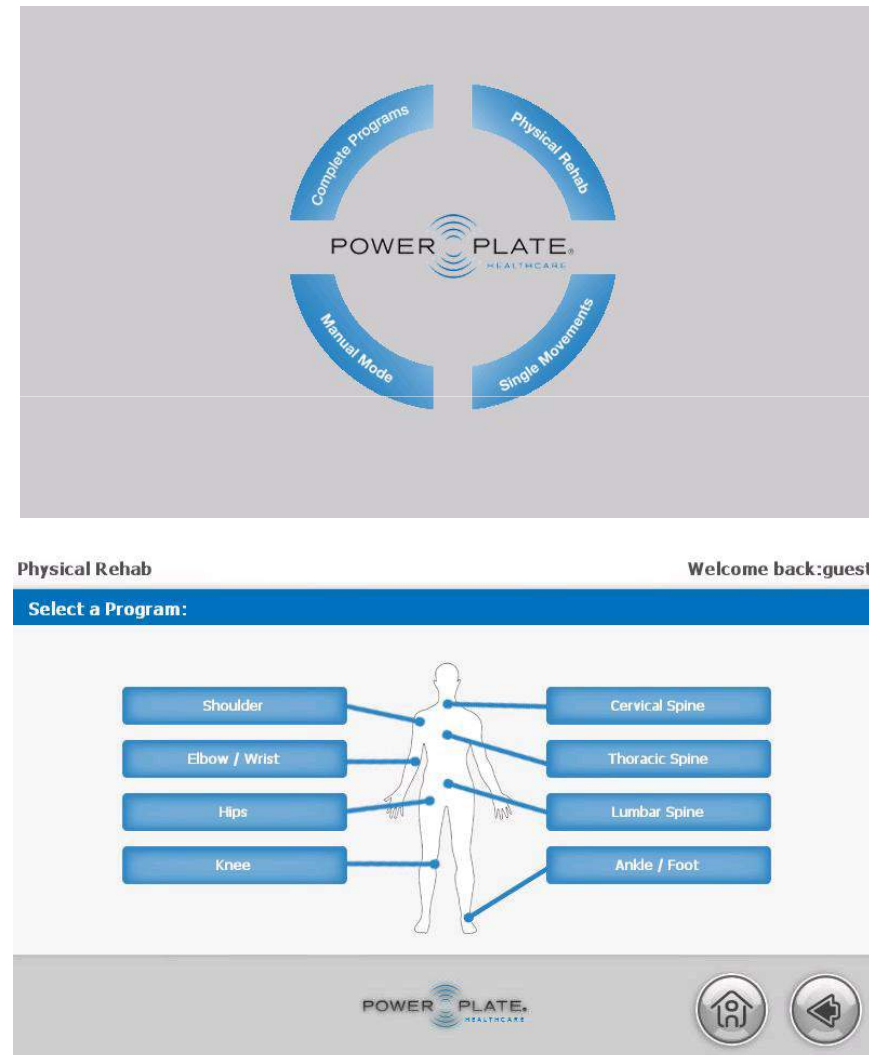 Complete Programs
Physical Rehab
POWER PLATE®
HEALTHCARE
Manual Mode
Single Movements
Physical Rehab
Welcome back:guest
Select a Program:
Shoulder
Cervical Spine
Elbow / Wrist
Thoracic Spine
Hips
Lumbar Spine
Knee
Ankle / Foot
POWER PLATE®
HEALTHCARE